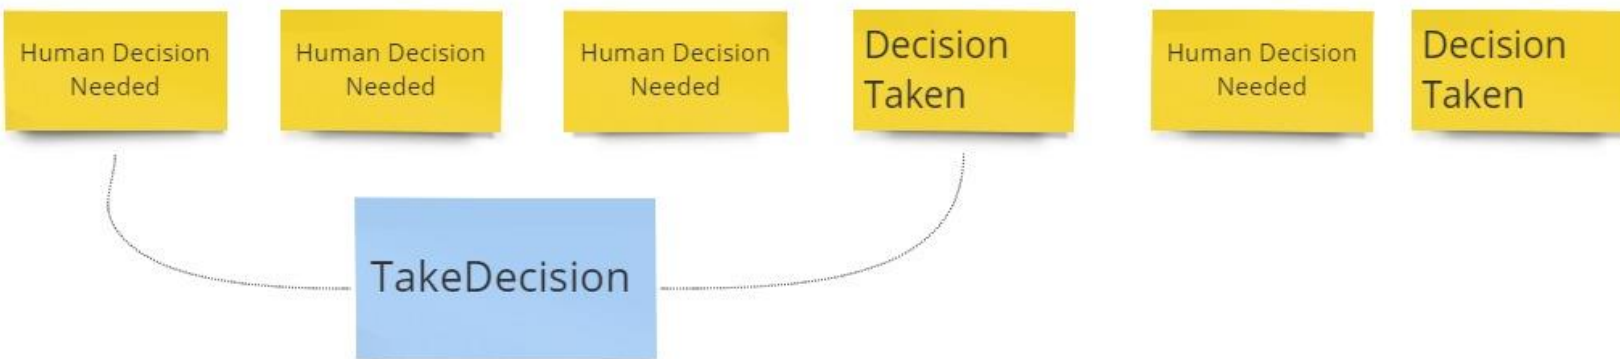 Human Decision
Needed
Human Decision
Needed
Human Decision
Needed
Decision
Taken
Human Decision
Needed
Decision
Taken
TakeDecision